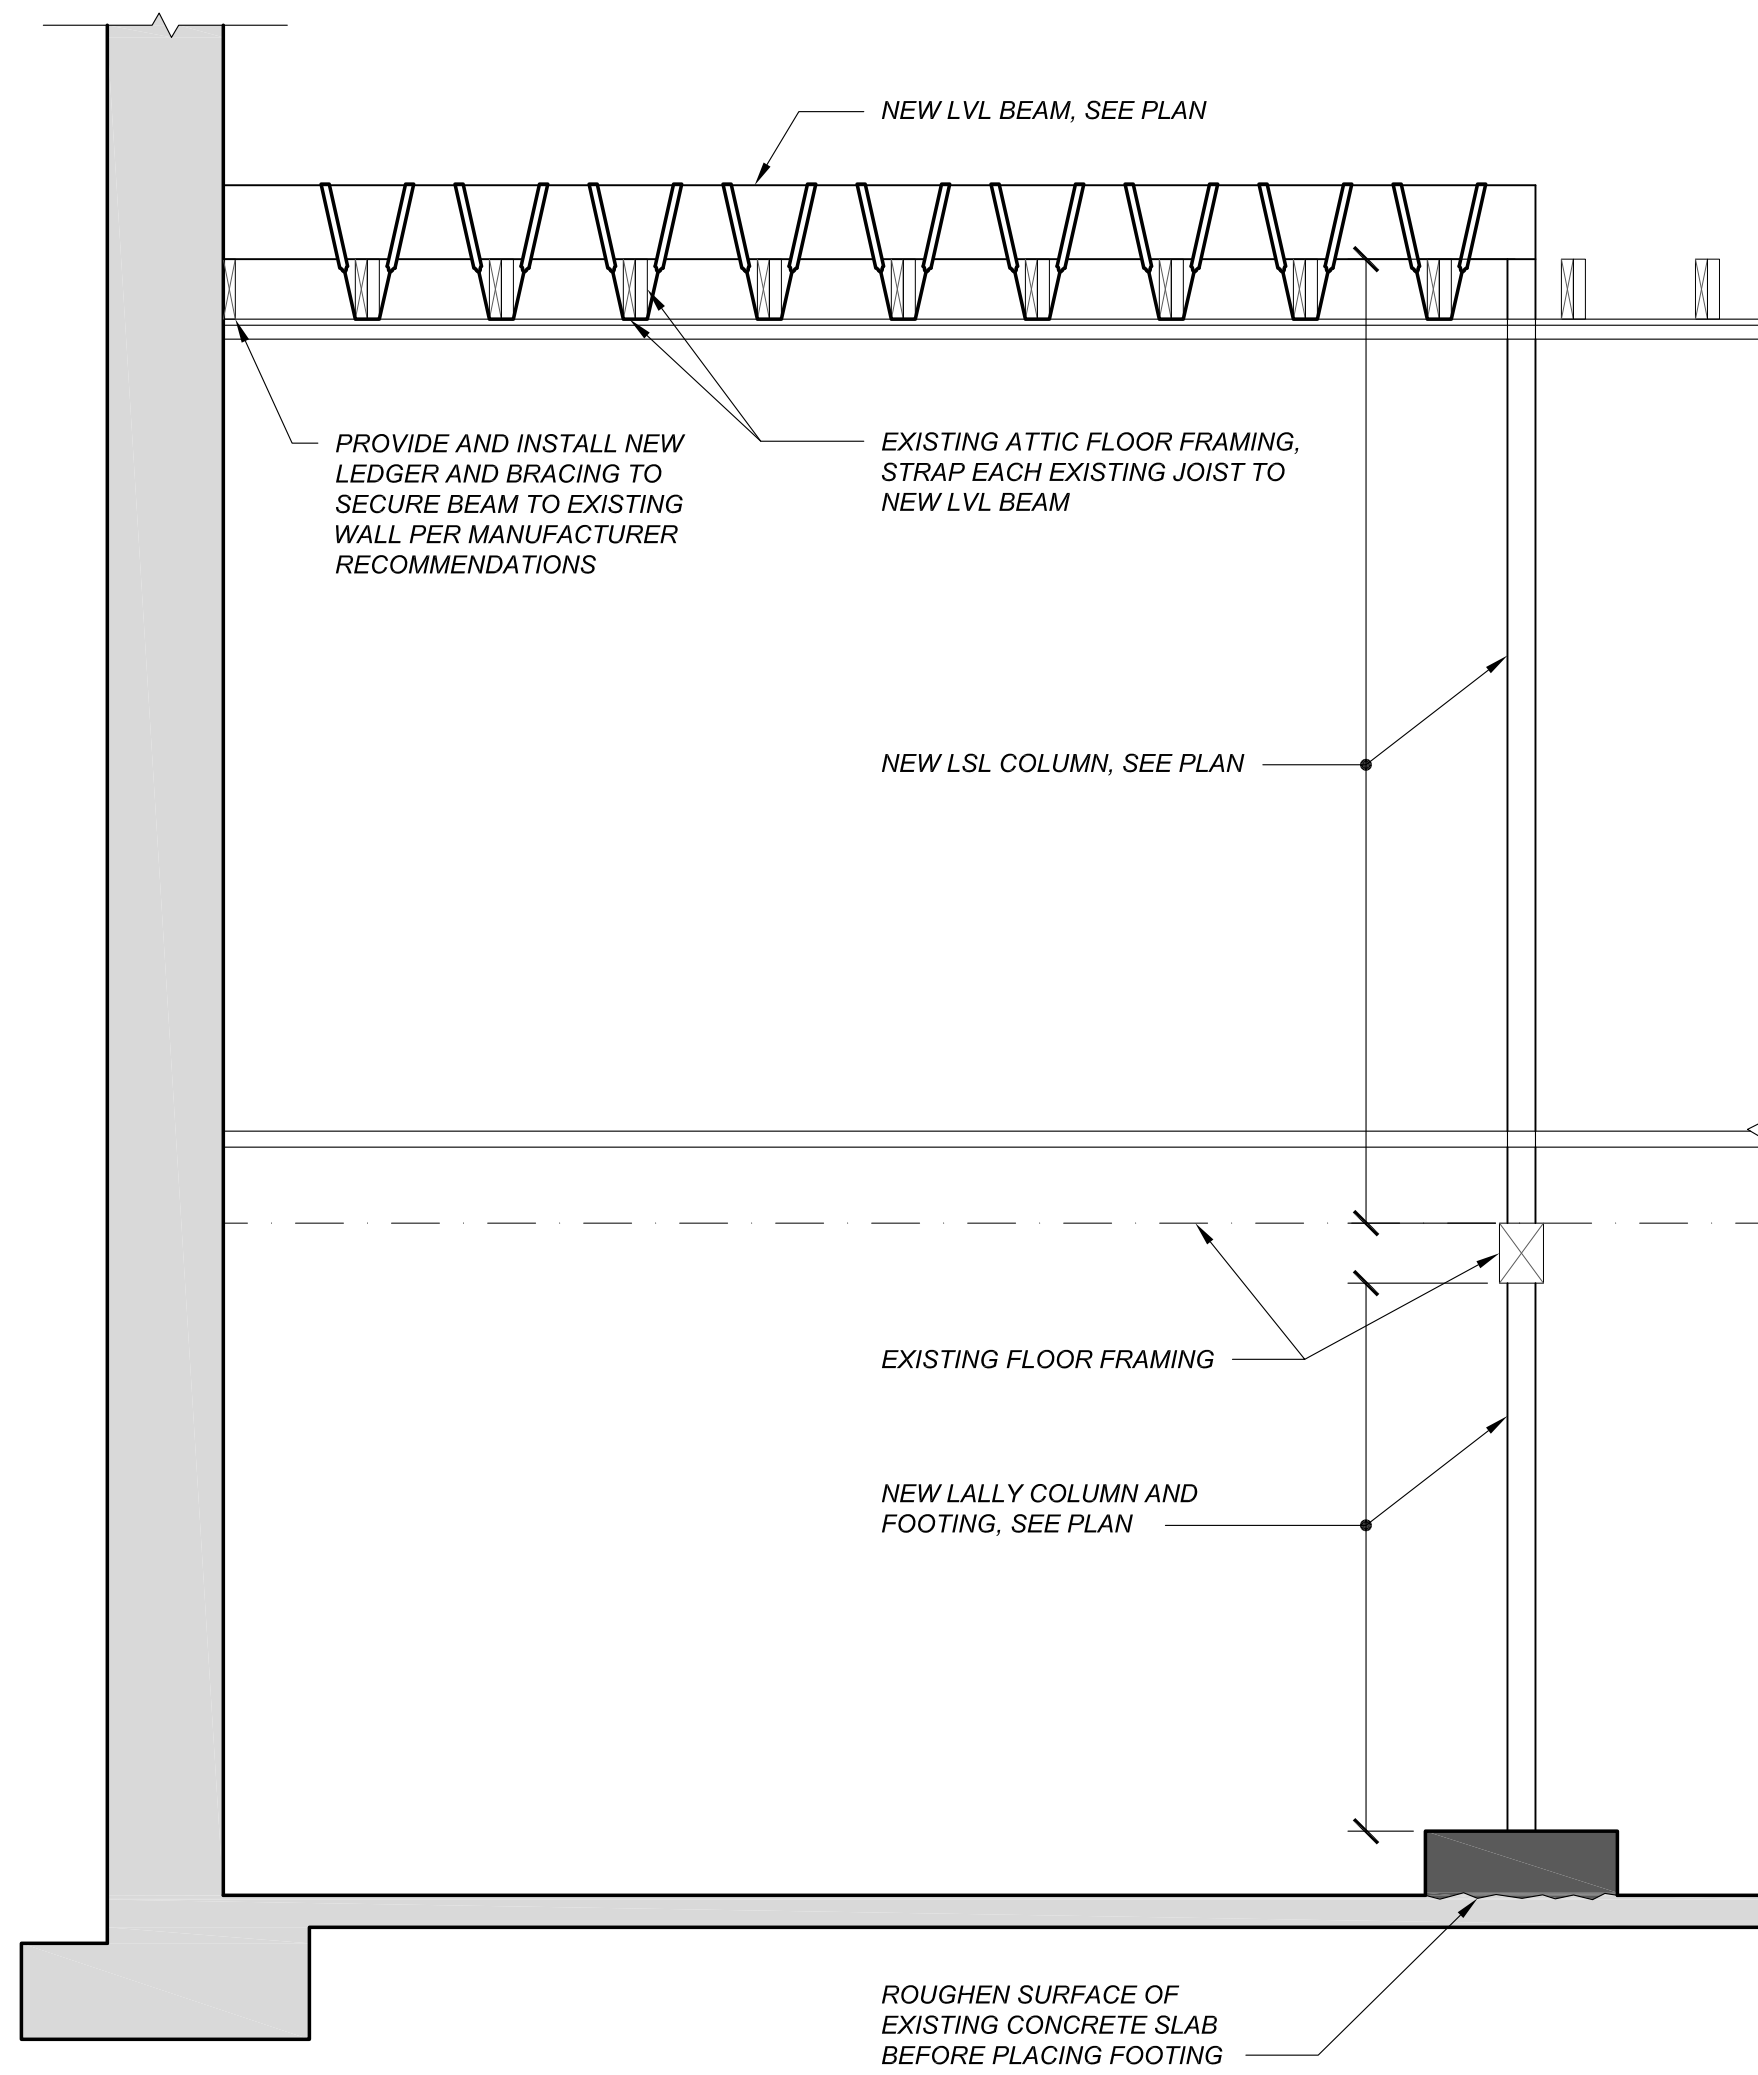 NEW LVL BEAM, SEE PLAN
PROVIDE AND INSTALL NEW
LEDGER AND BRACING TO
SECURE BEAM TO EXISTING
WALL PER MANUFACTURER
RECOMMENDATIONS
EXISTING ATTIC FLOOR FRAMING,
STRAP EACH EXISTING JOIST TO
NEW LVL BEAM
NEW LSL COLUMN, SEE PLAN
EXISTING FLOOR FRAMING
NEW LALLY COLUMN AND
FOOTING, SEE PLAN
ROUGHEN SURFACE OF
EXISTING CONCRETE SLAB
BEFORE PLACING FOOTING